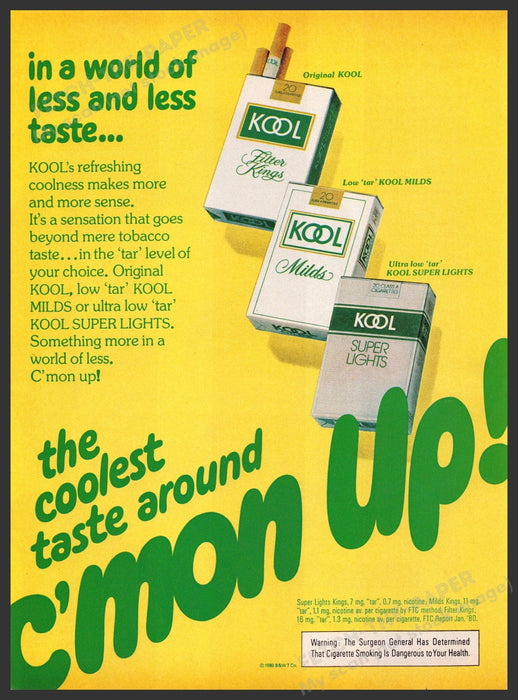 in a world of
less and less
taste...
KOOL's refreshing
coolness makes more
and more sense.
It's a sensation that goes
beyond mere tobacco
taste...in the 'tar' level of
your choice. Original
KOOL, low 'tar' KOOL
MILDS or ultra low 'tar'
KOOL SUPER LIGHTS.
Something more in a
world of less.
C'mon up!
Original KOOL
20
KOOL
Filter
Kings
Low 'tar' KOOL MILDS
20
KOOL
Milds
KOOL
KOOL
Ultra low 'tar'
KOOL SUPER LIGHTS
20 CLASS A
CIGARETTES
KOOL
SUPER
LIGHTS
the
coolest
taste around
C'mon up!
Super Lights Kings, 7 mg. "tar", 0.7 mg. nicotine; Milds Kings, 11 mg.
"tar", 1.1 mg. nicotine av. per cigarette by FTC method; Filter Kings,
16 mg. "tar", 1.3 mg. nicotine av. per cigarette, FTC Report Jan. '80.
Warning: The Surgeon General Has Determined
That Cigarette Smoking Is Dangerous to Your Health.
© 1980 B&W T Co.